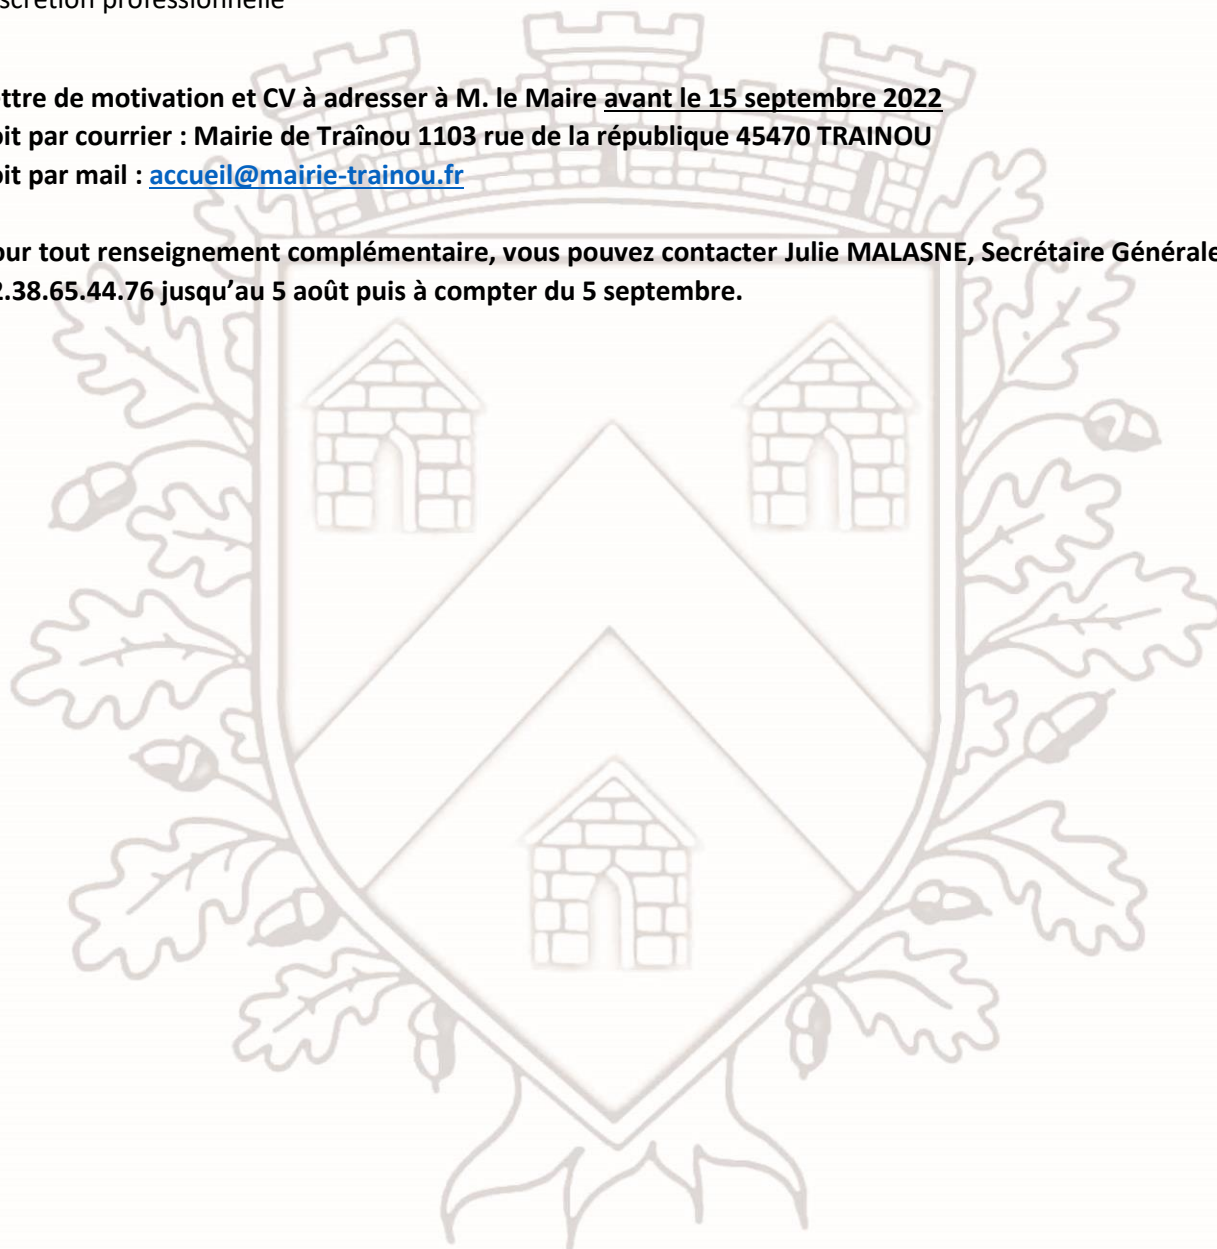 scrétion professionnelle
ettre de motivation et CV à adresser à M. le Maire avant le 15 septembre 2022
oit par courrier : Mairie de Traînou 1103 rue de la république 45470 TRAINOU
oit par mail : accueil@mairie-trainou.fr
our tout renseignement complémentaire, vous pouvez contacter Julie MALASNE, Secrétaire Générale
2.38.65.44.76 jusqu’au 5 août puis à compter du 5 septembre.